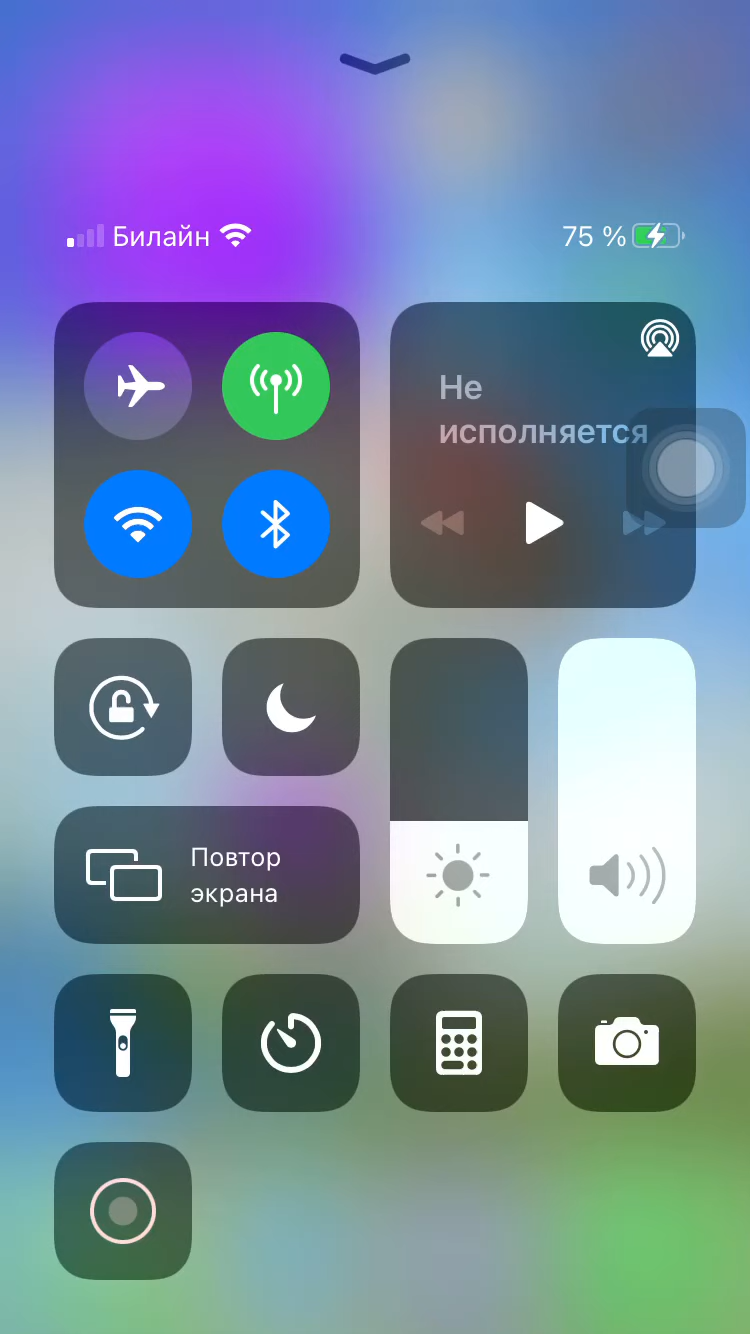 Билайн
75 %
Не
исполняется
Повтор
экрана